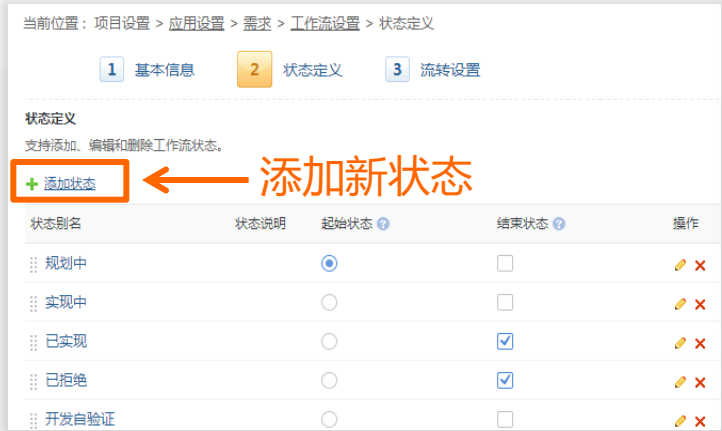 当前位置：项目设置 > 应用设置 > 需求 > 工作流设置 > 状态定义
1 基本信息 2 状态定义 3 流转设置
状态定义
支持添加、编辑和删除工作流状态。
添加状态 添加新状态
状态别名 状态说明 起始状态 ? 结束状态 ? 操作
规划中
实现中
已实现
已拒绝
开发自验证